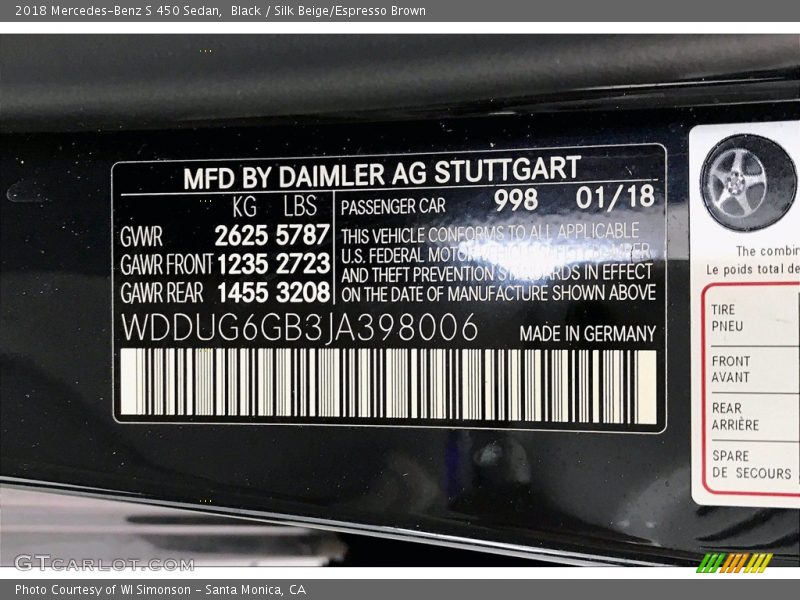 2018 Mercedes-Benz S 450 Sedan,  Black / Silk Beige/Espresso Brown
MFD BY DAIMLER AG STUTTGART
KG LBS PASSENGER CAR 998 01/18
GWR 2625 5787 THIS VEHICLE CONFORMS TO ALL APPLICABLE
GAWR FRONT 1235 2723 U.S. FEDERAL MOTOR
AND THEFT PREVENTION STANDARDS IN EFFECT
GAWR REAR 1455 3208 ON THE DATE OF MANUFACTURE SHOWN ABOVE
WDDUG6GB3JA398006 MADE IN GERMANY
The combin
Le poids total de
TIRE
PNEU
FRONT
AVANT
REAR
ARRIÈRE
SPARE
DE SECOURS
GTcarlot.com
Photo Courtesy of WI Simonson - Santa Monica, CA